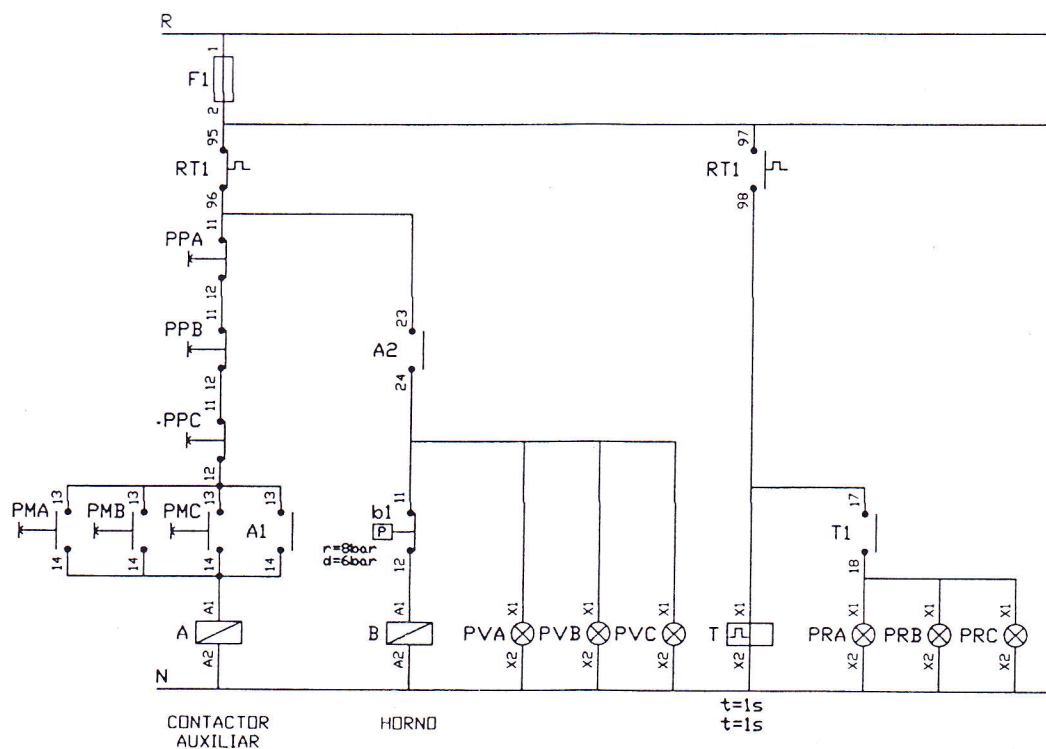 R
1
F1
2
95
97
RT1
RT1
96
98
11
PPA
12
11
23
PPB
A2
12
24
11
.PPC
12
13
13
13
13
11
17
PMA
PMB
PMC
A1
b1
P
T1
r=8bar
d=6bar
14
14
14
14
12
18
A1
A1
X1
X1
X1
X1
X1
X1
X1
A
B
PVA
PVB
PVC
T
PRA
PRB
PRC
A2
A2
X2
X2
X2
X2
X2
X2
X2
N
t=1s
t=1s
CONTACTOR
AUXILIAR
HORNO